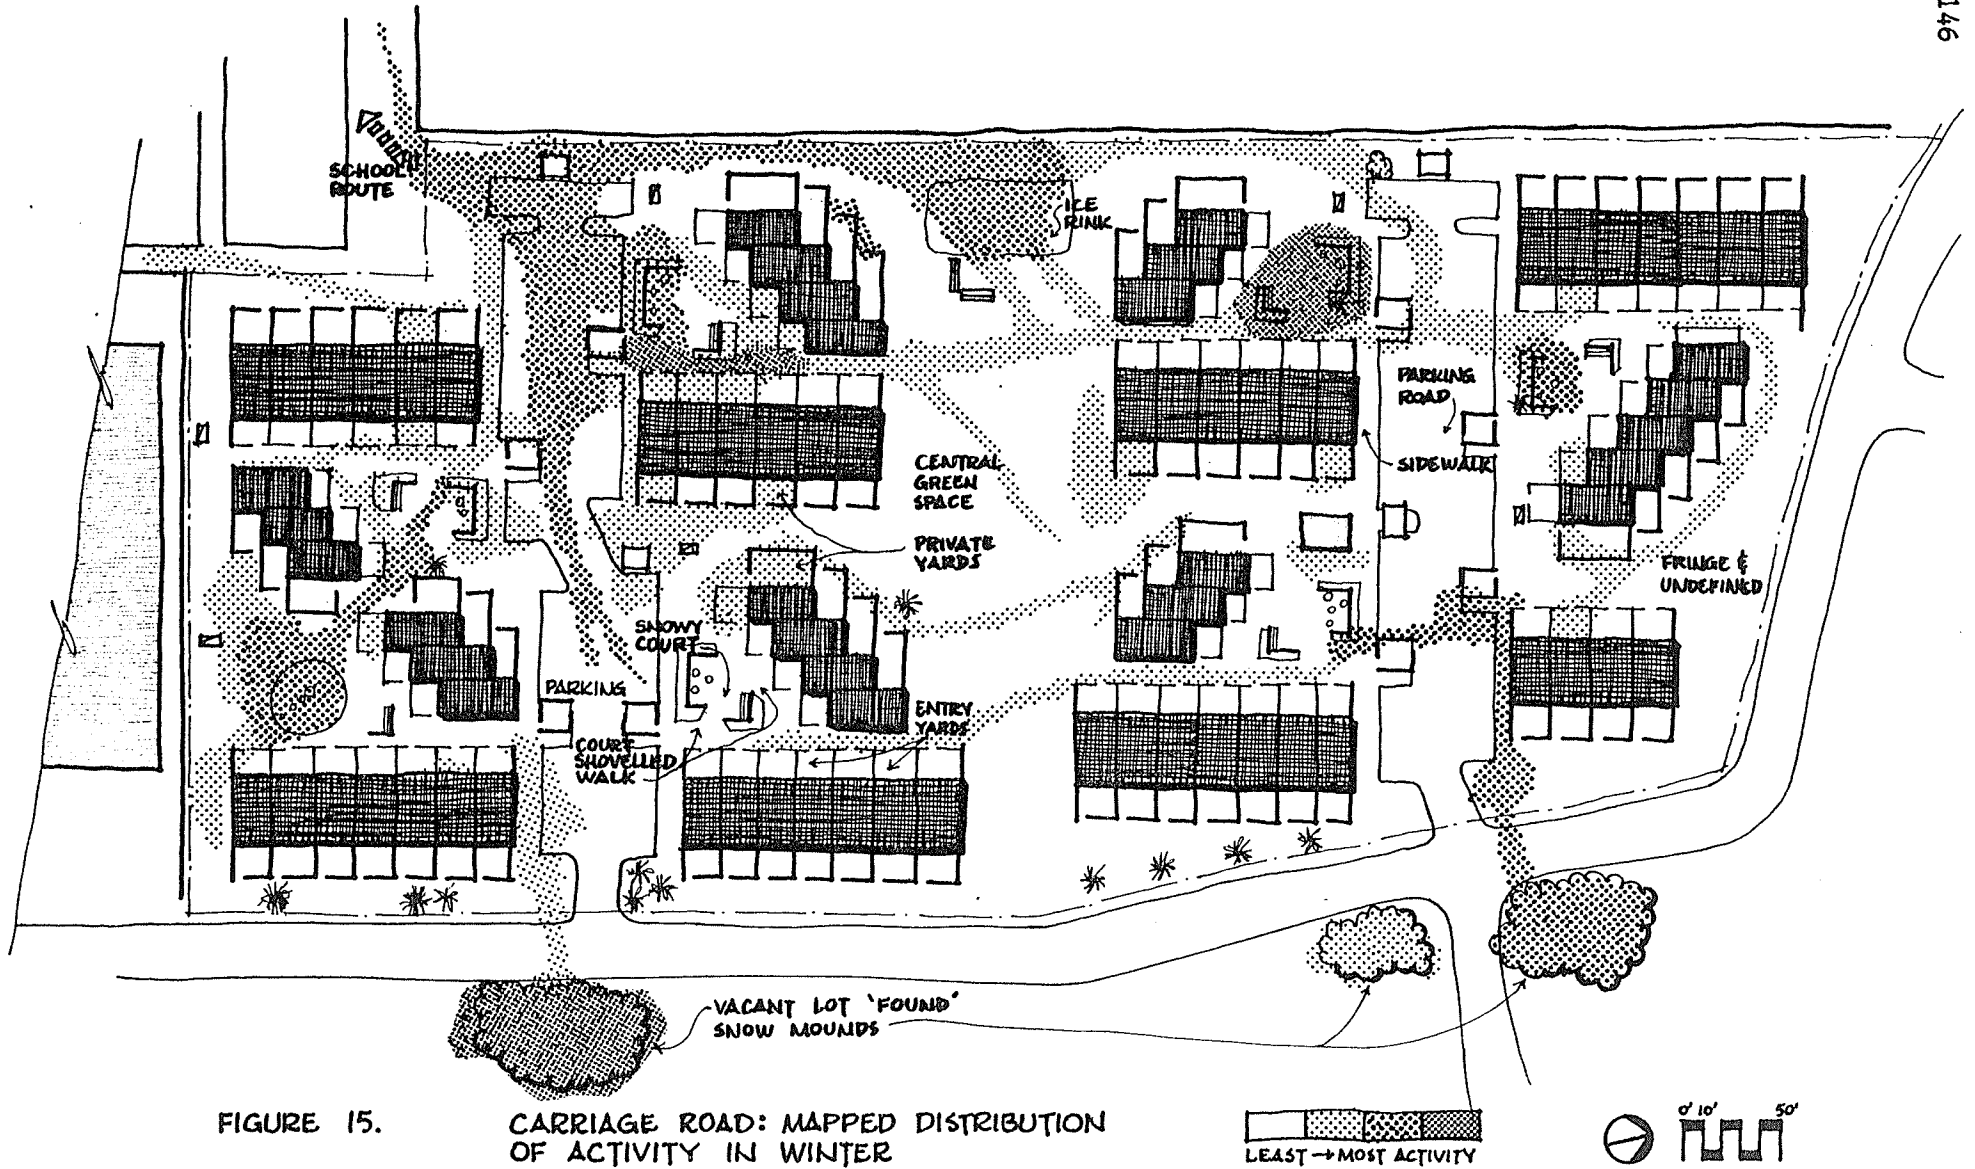 146
SCHOOL
ROUTE
ICE
RINK
PARKING
ROAD
SIDEWALK
CENTRAL
GREEN
SPACE
PRIVATE
YARDS
FRINGE &
UNDEFINED
SNOWY
COURT
PARKING
ENTRY
YARDS
COURT
SHOVELLED
WALK
VACANT LOT 'FOUND'
SNOW MOUNDS
FIGURE 15.
CARRIAGE ROAD: MAPPED DISTRIBUTION
OF ACTIVITY IN WINTER
LEAST → MOST ACTIVITY
0' 10' 50'